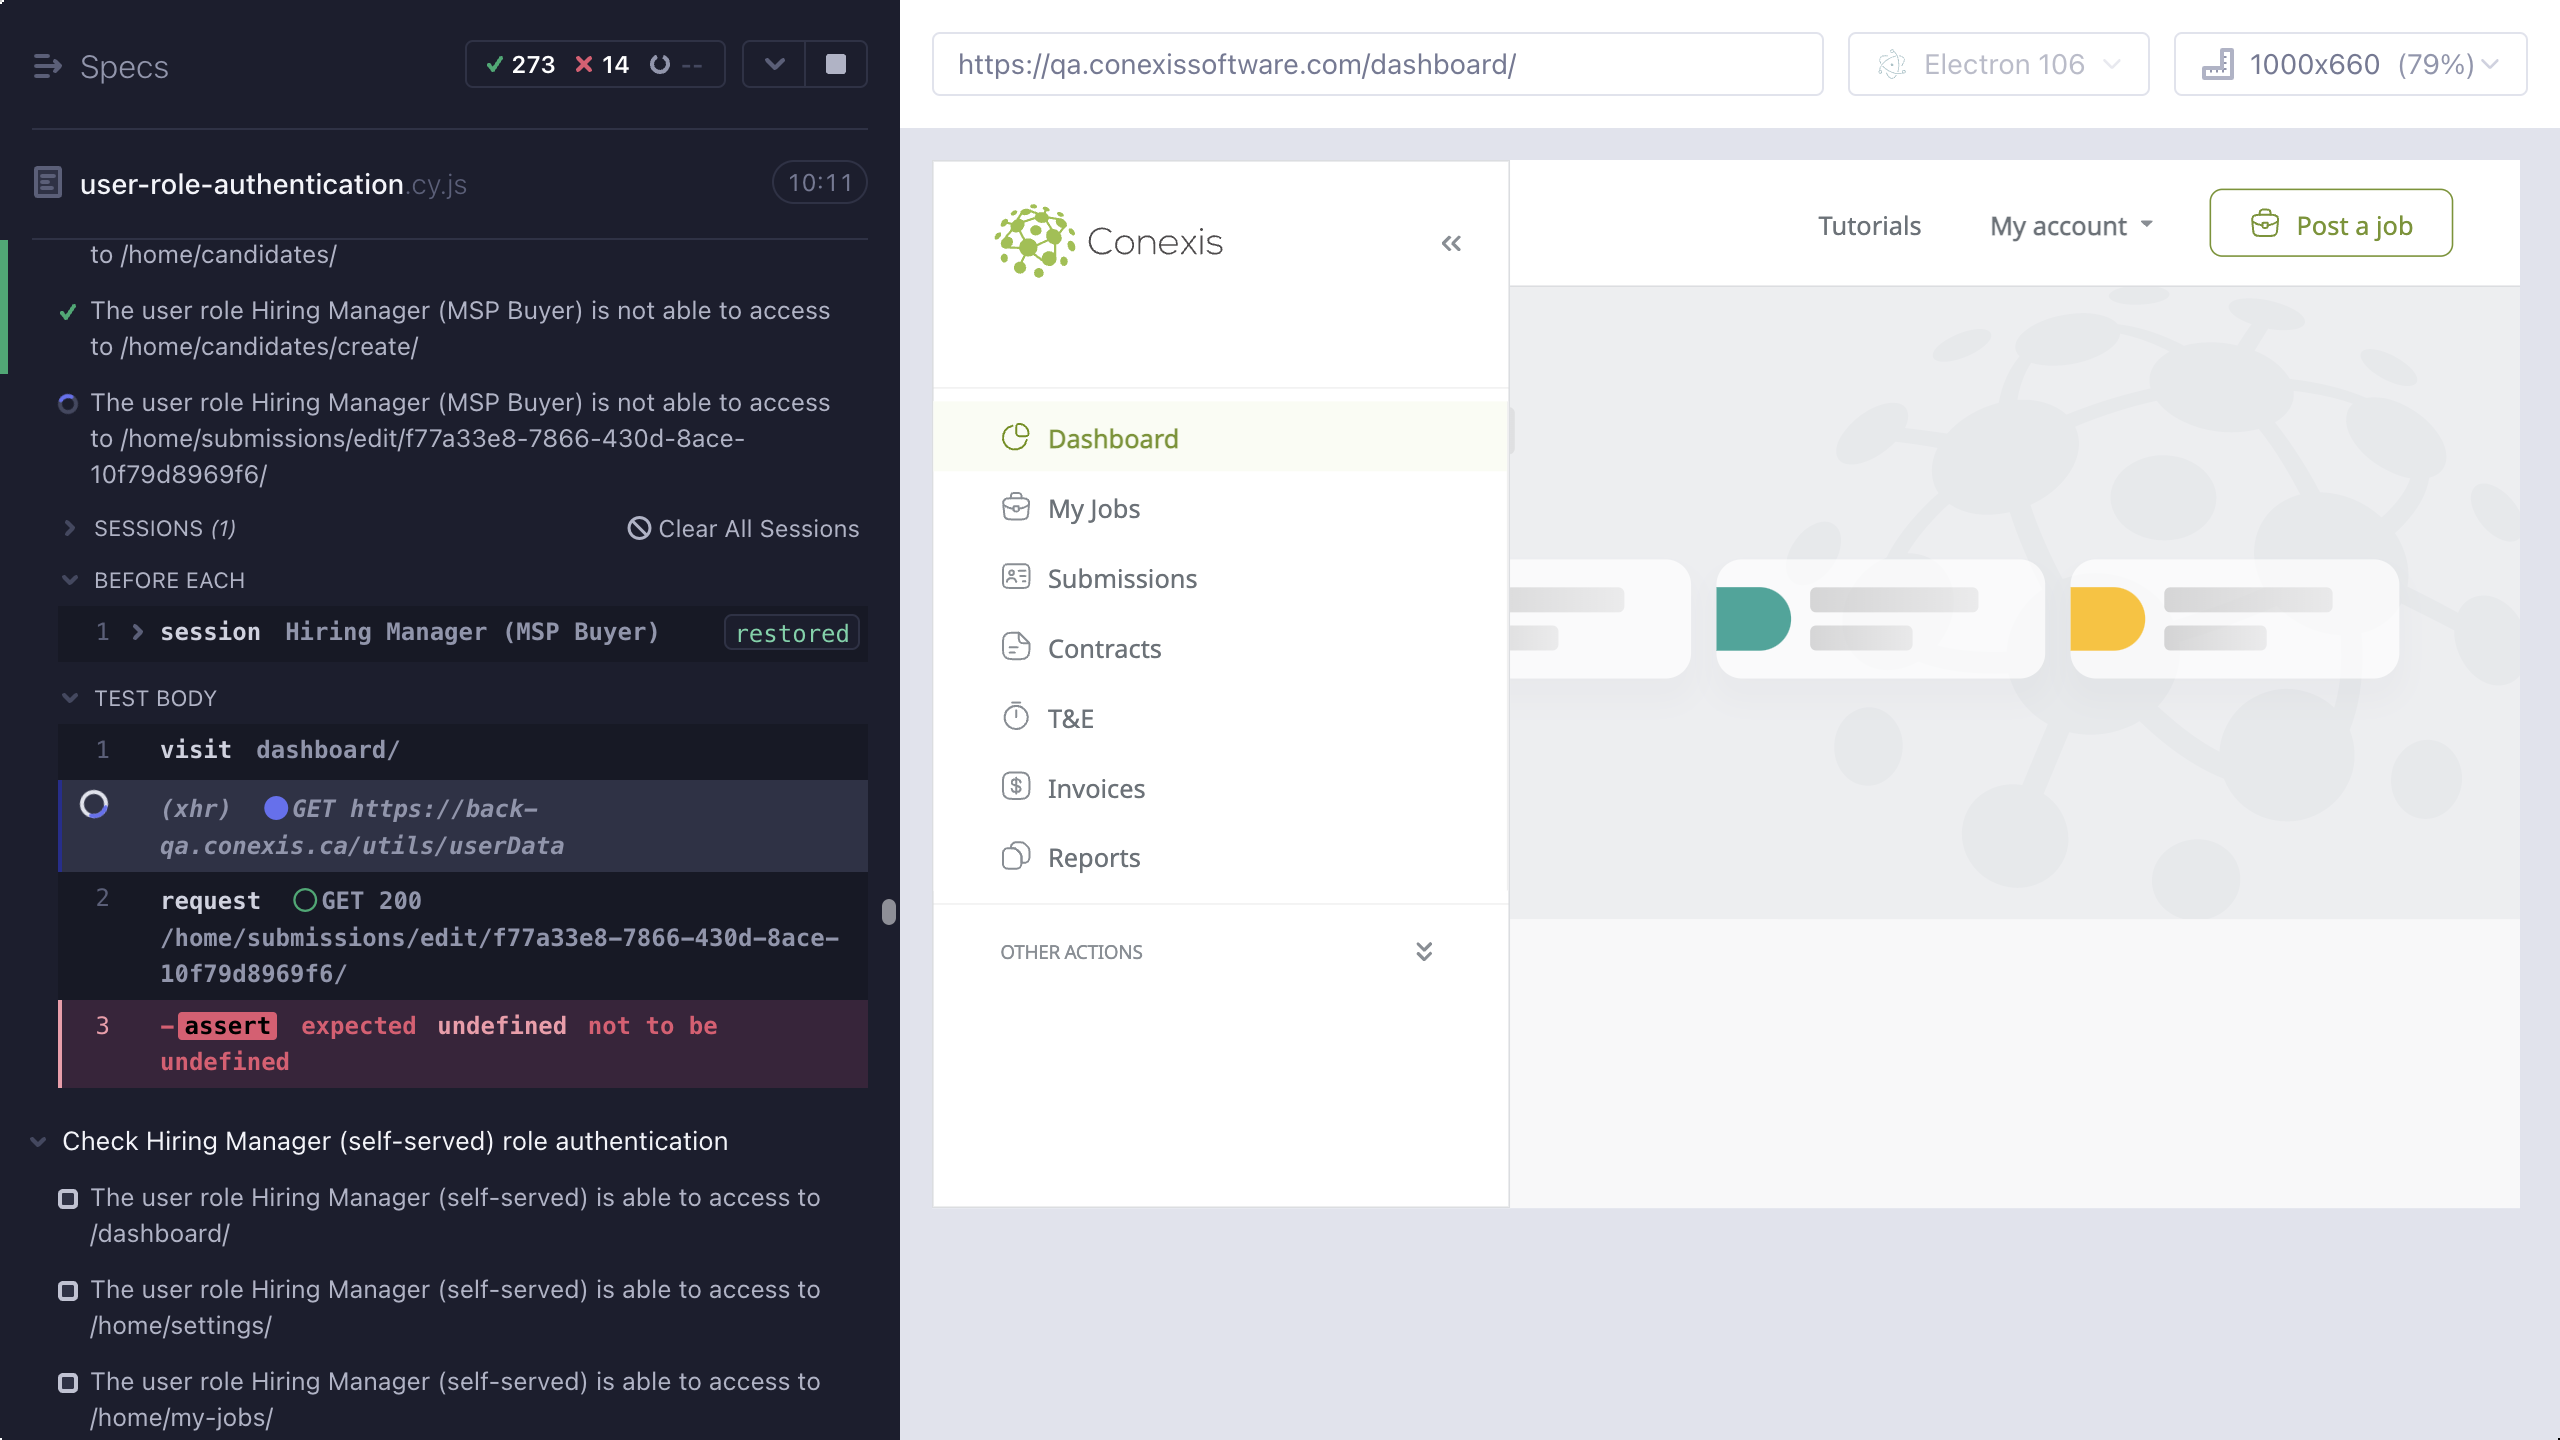 Specs
273 14 --
user-role-authentication.cy.js 10:11
to /home/candidates/
The user role Hiring Manager (MSP Buyer) is not able to access
to /home/candidates/create/
The user role Hiring Manager (MSP Buyer) is not able to access
to /home/submissions/edit/f77a33e8-7866-430d-8ace-
10f79d8969f6/
SESSIONS (1) Clear All Sessions
BEFORE EACH
1 session Hiring Manager (MSP Buyer) restored
TEST BODY
1 visit dashboard/
(xhr) GET https://back-
qa.conexis.ca/utils/userData
2 request GET 200
/home/submissions/edit/f77a33e8-7866-430d-8ace-
10f79d8969f6/
3 -assert expected undefined not to be
undefined
Check Hiring Manager (self-served) role authentication
The user role Hiring Manager (self-served) is able to access to
/dashboard/
The user role Hiring Manager (self-served) is able to access to
/home/settings/
The user role Hiring Manager (self-served) is able to access to
/home/my-jobs/
https://qa.conexissoftware.com/dashboard/
Electron 106
1000x660 (79%)
Conexis
Tutorials My account Post a job
Dashboard
My Jobs
Submissions
Contracts
T&E
Invoices
Reports
OTHER ACTIONS